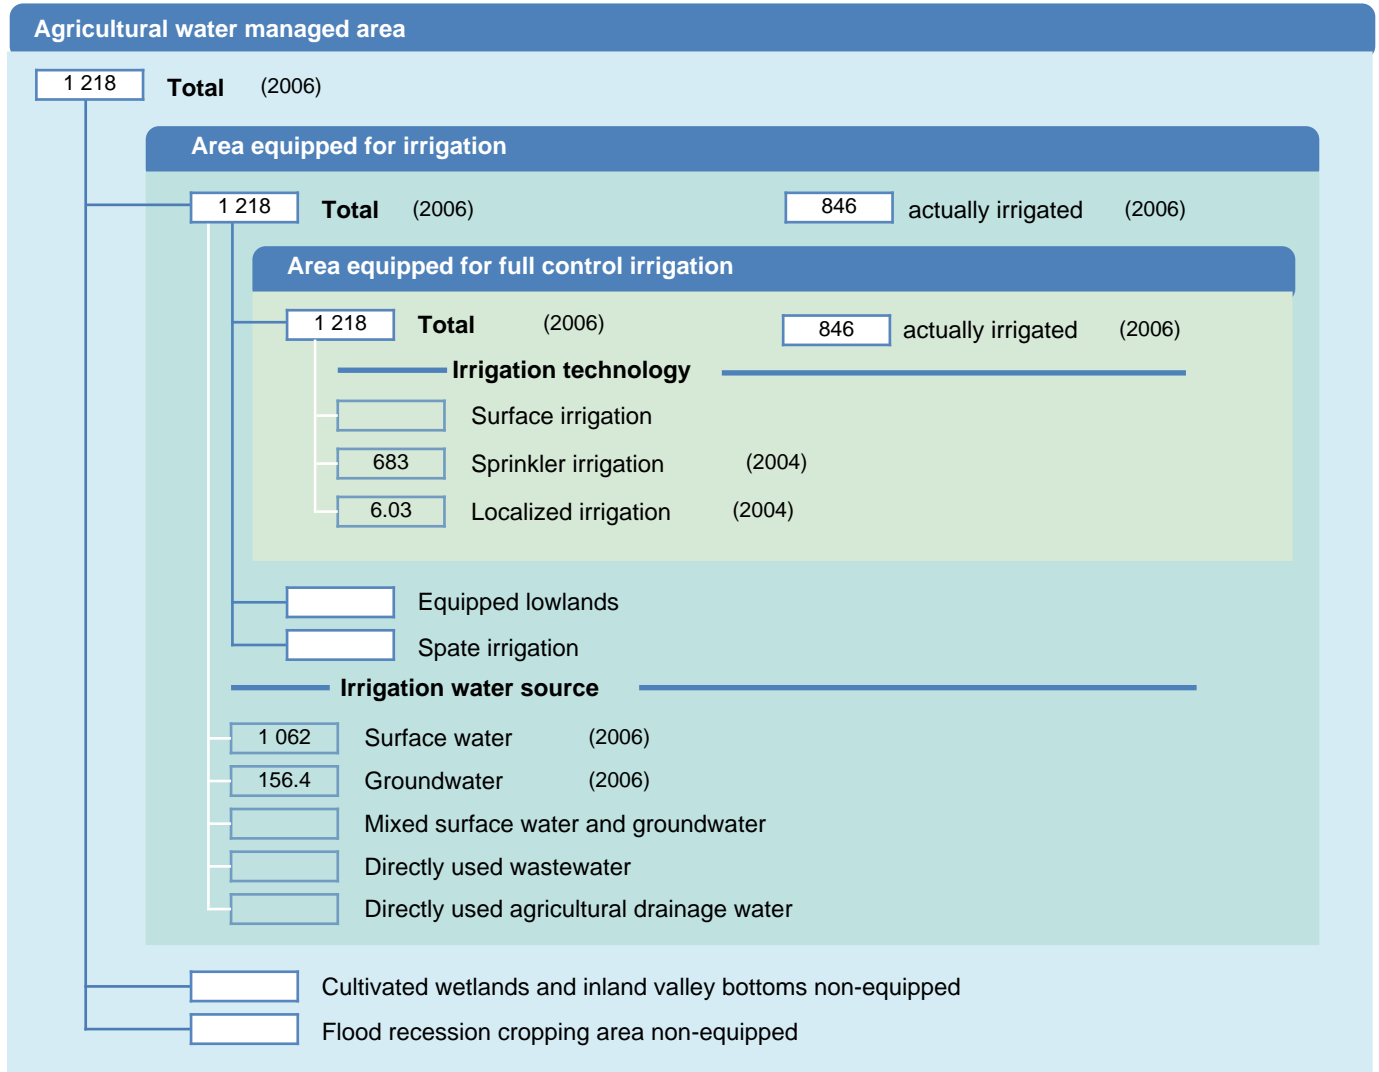 Agricultural water managed area
1 218 Total (2006)
Area equipped for irrigation
1 218 Total (2006) 846 actually irrigated (2006)
Area equipped for full control irrigation
1 218 Total (2006) 846 actually irrigated (2006)
Irrigation technology
Surface irrigation
683 Sprinkler irrigation (2004)
6.03 Localized irrigation (2004)
Equipped lowlands
Spate irrigation
Irrigation water source
1 062 Surface water (2006)
156.4 Groundwater (2006)
Mixed surface water and groundwater
Directly used wastewater
Directly used agricultural drainage water
Cultivated wetlands and inland valley bottoms non-equipped
Flood recession cropping area non-equipped